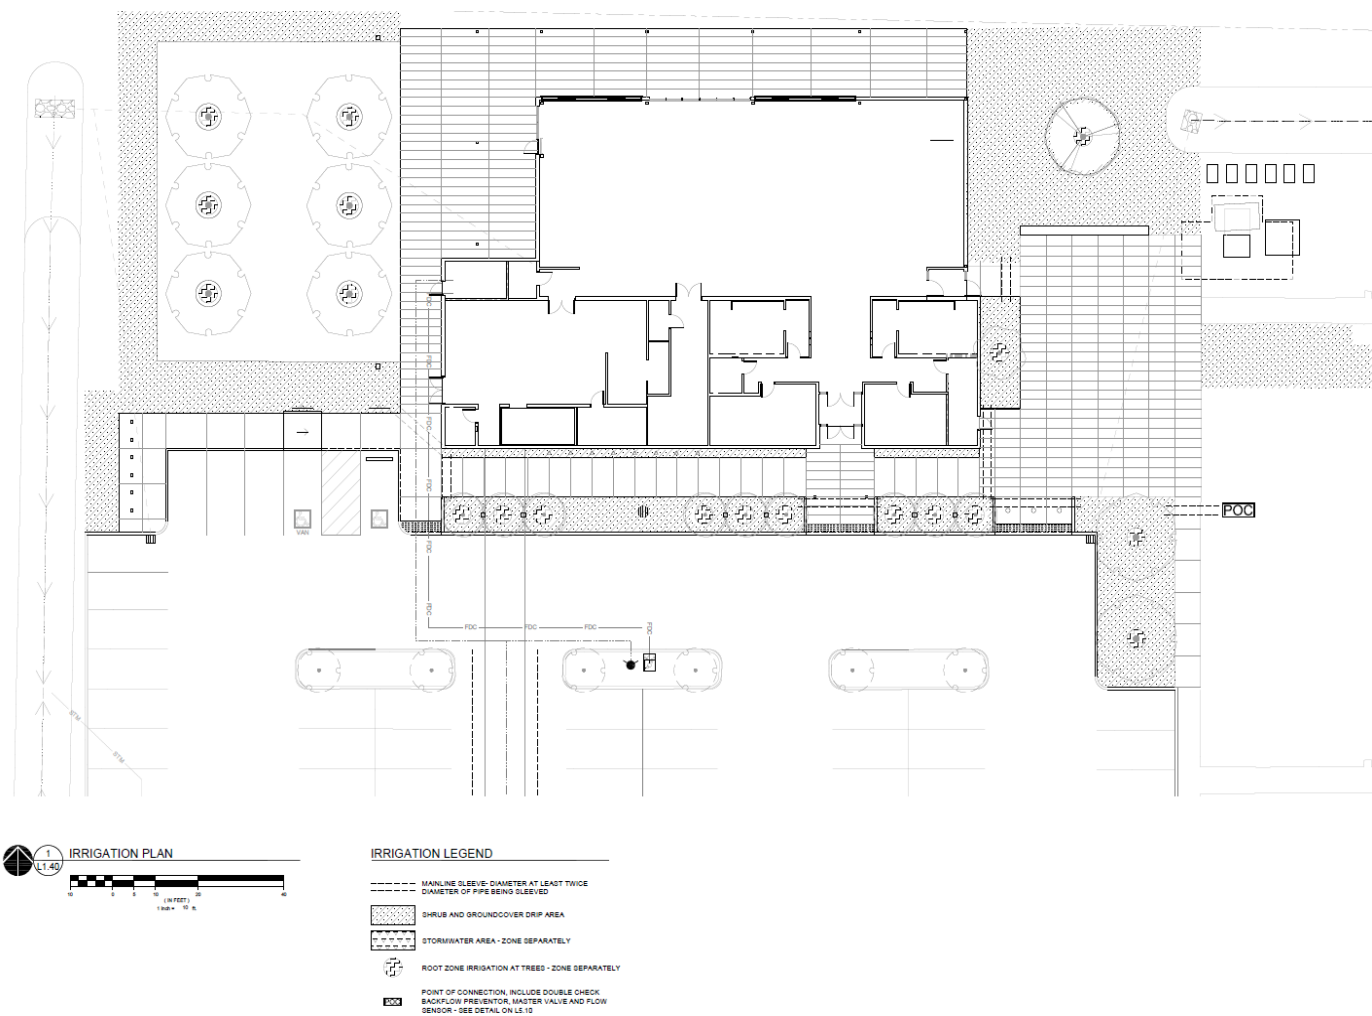 FDC
FDC
FDC
FDC
VAN
FDC
FDC
FDC
FDC
FDC
FDC
POC
STM
STM
1
L1.40
IRRIGATION PLAN
10 0 5 10 20 40
( IN FEET )
1 inch = 10 ft.
IRRIGATION LEGEND
MAINLINE SLEEVE- DIAMETER AT LEAST TWICE
DIAMETER OF PIPE BEING SLEEVED
SHRUB AND GROUNDCOVER DRIP AREA
STORMWATER AREA - ZONE SEPARATELY
ROOT ZONE IRRIGATION AT TREES - ZONE SEPARATELY
POC
POINT OF CONNECTION, INCLUDE DOUBLE CHECK
BACKFLOW PREVENTOR, MASTER VALVE AND FLOW
SENSOR - SEE DETAIL ON L5.10